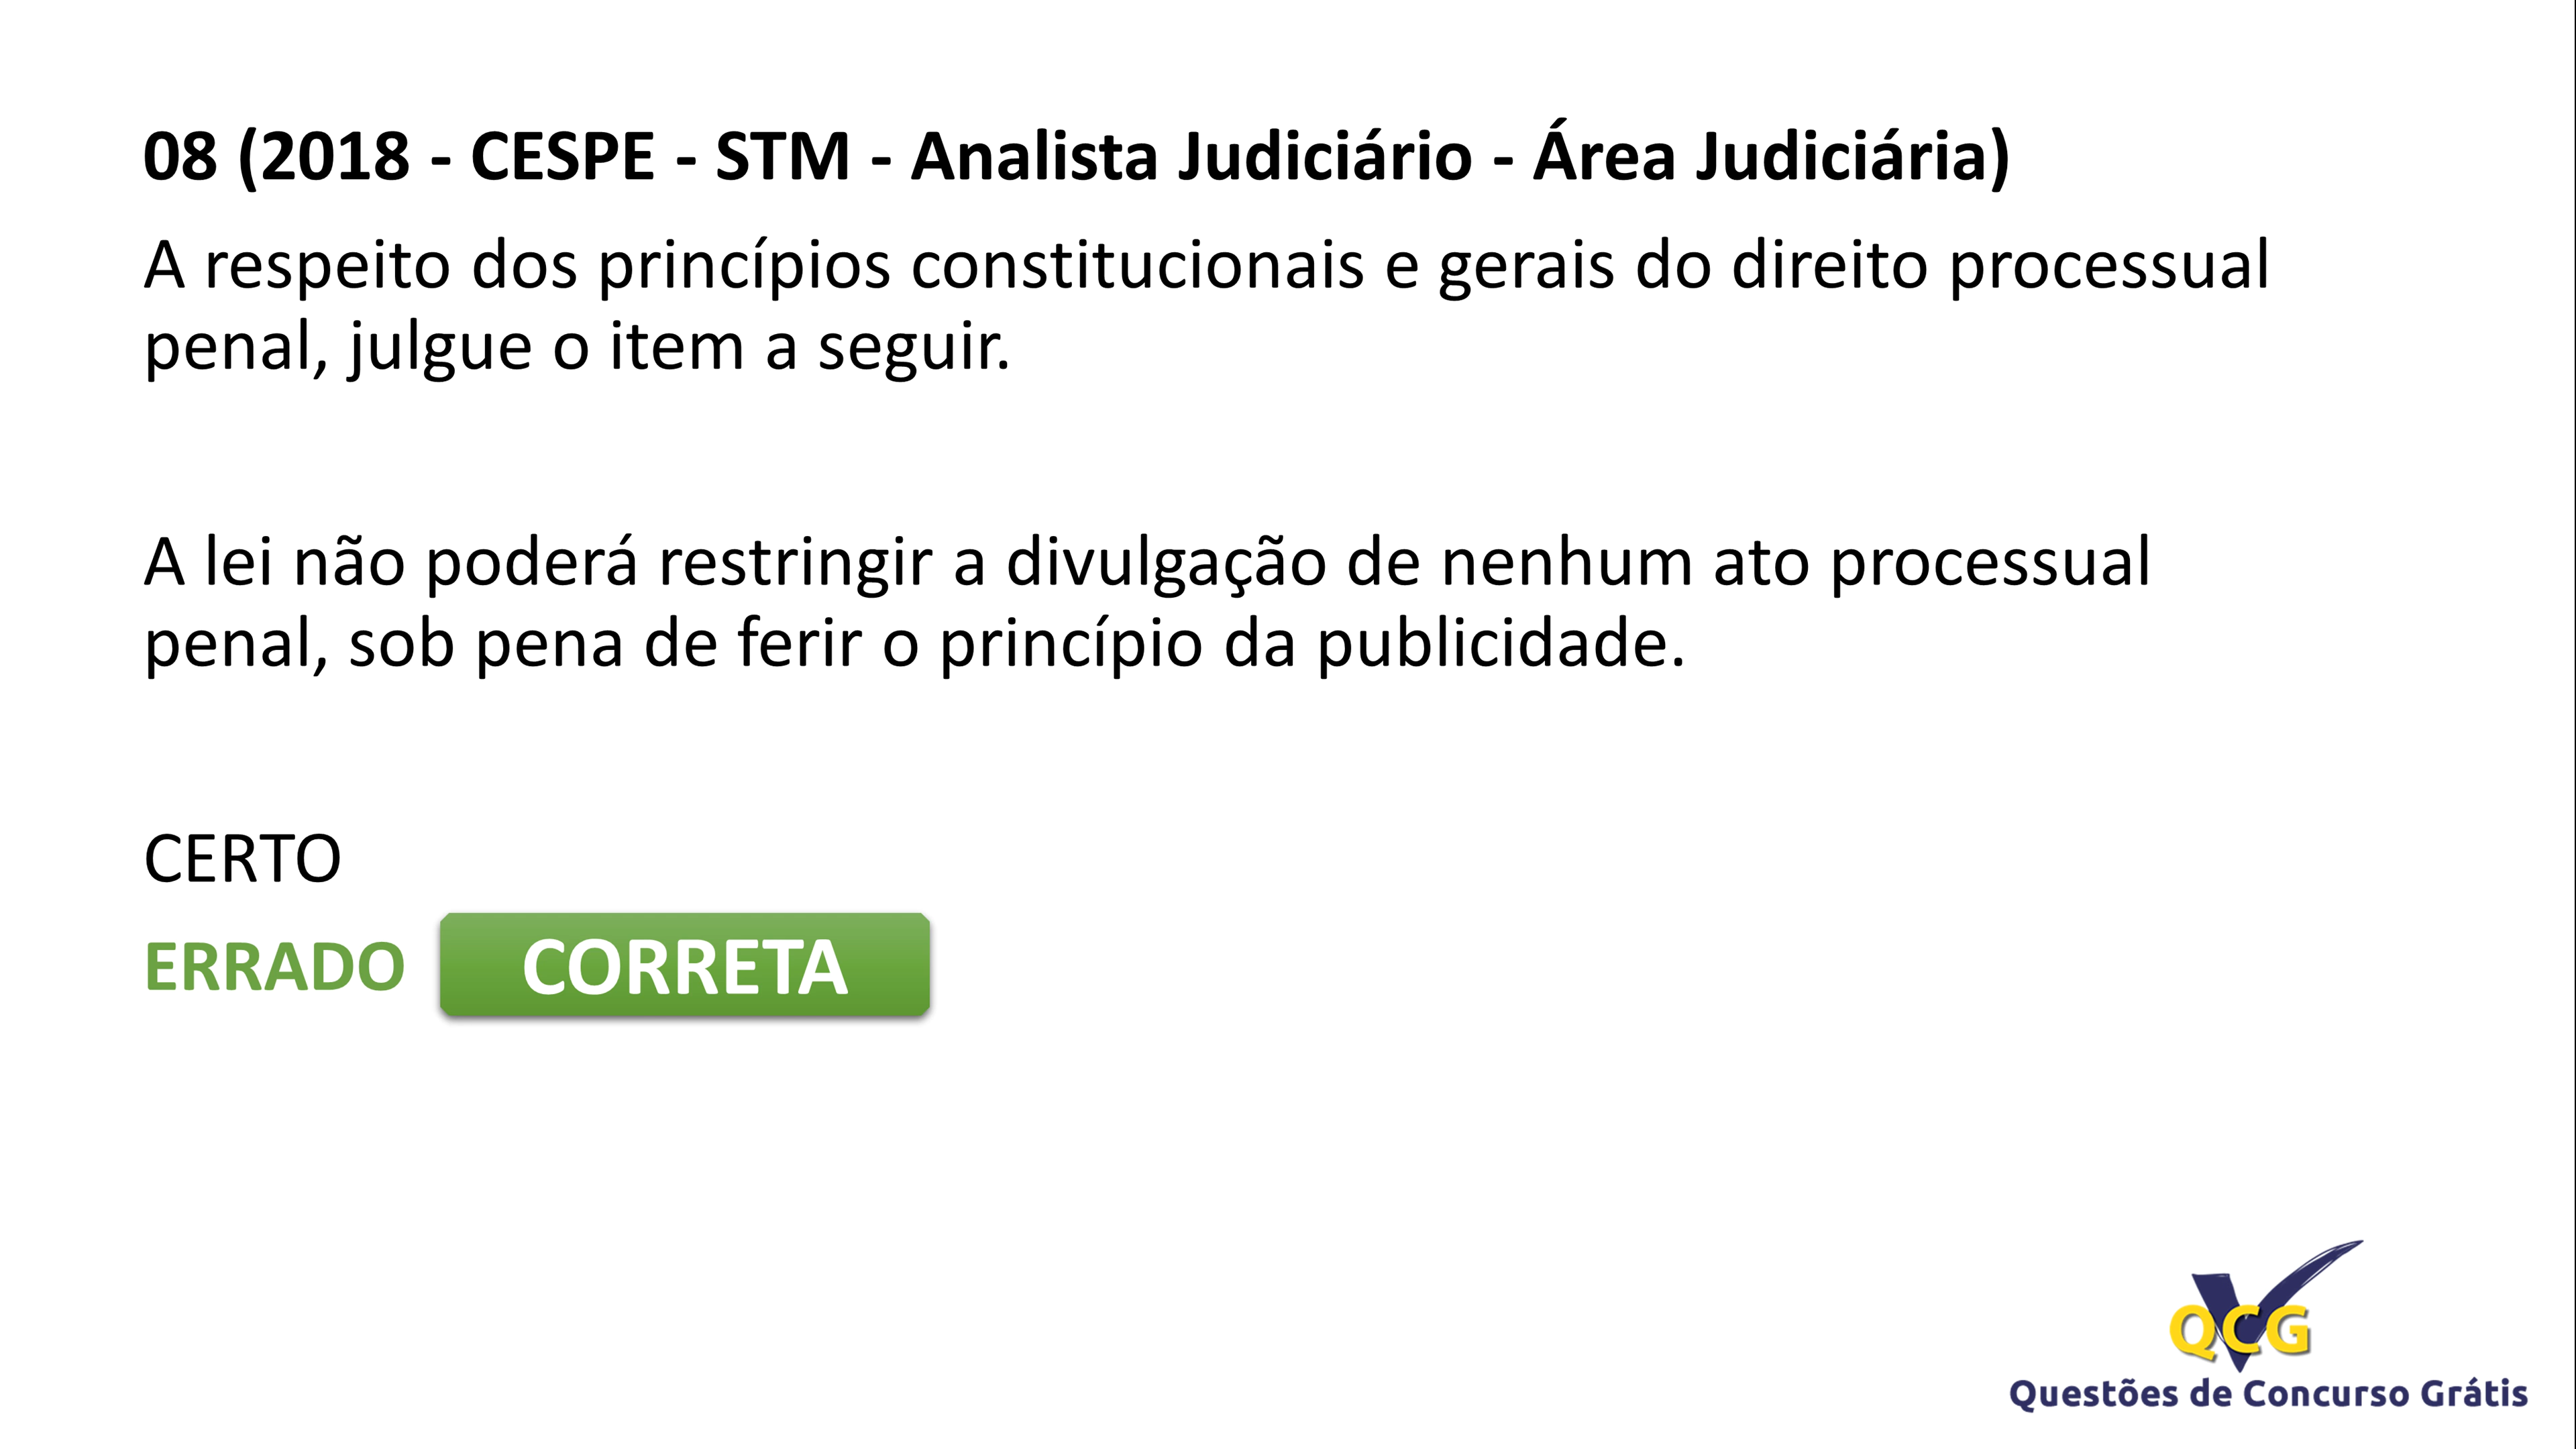 08 (2018 - CESPE - STM - Analista Judiciário - Área Judiciária)
A respeito dos princípios constitucionais e gerais do direito processual
penal, julgue o item a seguir.
A lei não poderá restringir a divulgação de nenhum ato processual
penal, sob pena de ferir o princípio da publicidade.
CERTO
ERRADO CORRETA
QCG
Questões de Concurso Grátis